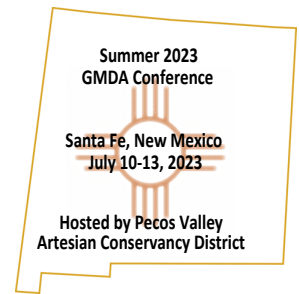 Summer 2023
GMDA Conference
Santa Fe, New Mexico
July 10-13, 2023
Hosted by Pecos Valley
Artesian Conservancy District